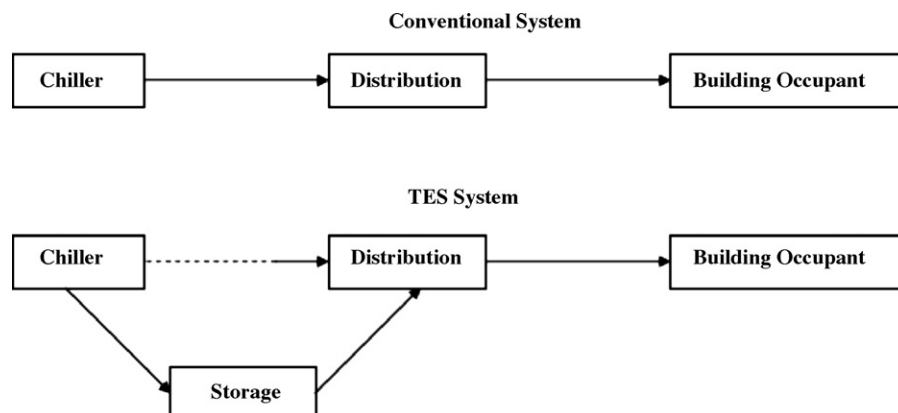 Conventional System
Chiller
Distribution
Building Occupant
TES System
Chiller
Distribution
Building Occupant
Storage